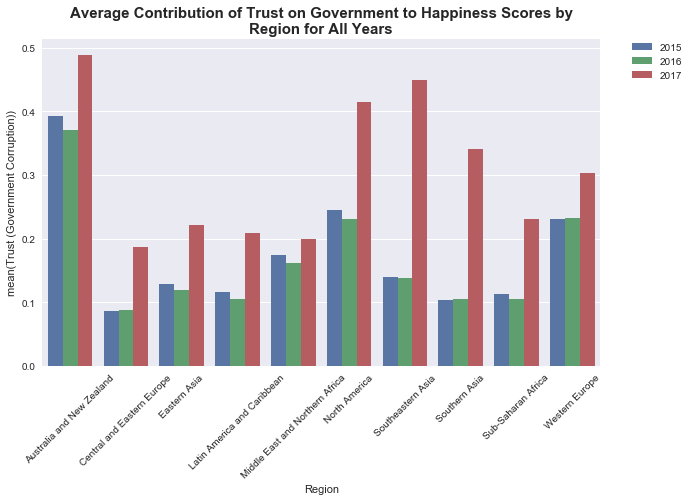 Average Contribution of Trust on Government to Happiness Scores by
Region for All Years
2015
2016
2017
mean(Trust (Government Corruption))
0.5
0.4
0.3
0.2
0.1
0.0
Australia and New Zealand
Central and Eastern Europe
Eastern Asia
Latin America and Caribbean
Middle East and Northern Africa
North America
Southeastern Asia
Southern Asia
Sub-Saharan Africa
Western Europe
Region